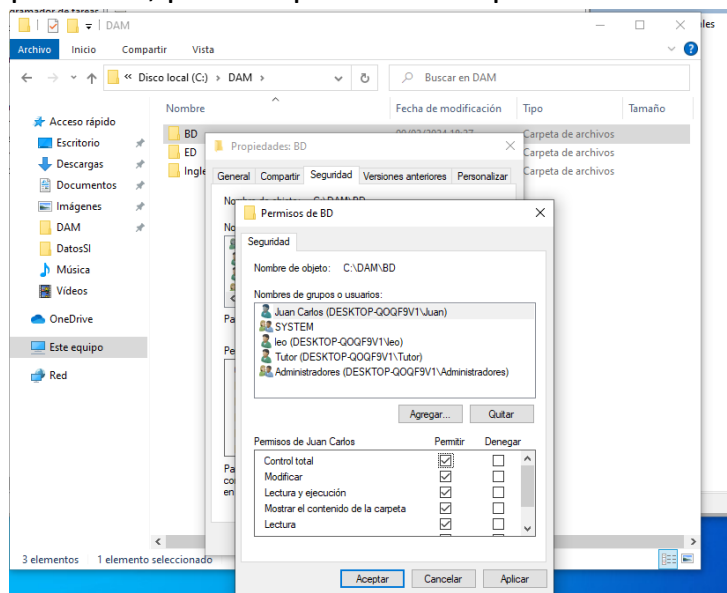 DAM
Archivo Inicio Compartir Vista
Disco local (C:) > DAM >
Buscar en DAM
Nombre Fecha de modificación Tipo Tamaño
Acceso rápido
Escritorio
Descargas
Documentos
Imágenes
DAM
DatosSI
Música
Vídeos
OneDrive
Este equipo
Red
BD Carpeta de archivos
ED Carpeta de archivos
Ingle Carpeta de archivos
3 elementos 1 elemento seleccionado
Propiedades: BD
General Compartir Seguridad Versiones anteriores Personalizar
Permisos de BD
Seguridad
Nombre de objeto: C:\DAM\BD
Nombres de grupos o usuarios:
Juan Carlos (DESKTOP-QOQF9V1\Juan)
SYSTEM
leo (DESKTOP-QOQF9V1\leo)
Tutor (DESKTOP-QOQF9V1\Tutor)
Administradores (DESKTOP-QOQF9V1\Administradores)
Agregar... Quitar
Permisos de Juan Carlos Permitir Denegar
Control total
Modificar
Lectura y ejecución
Mostrar el contenido de la carpeta
Lectura
Aceptar Cancelar Aplicar